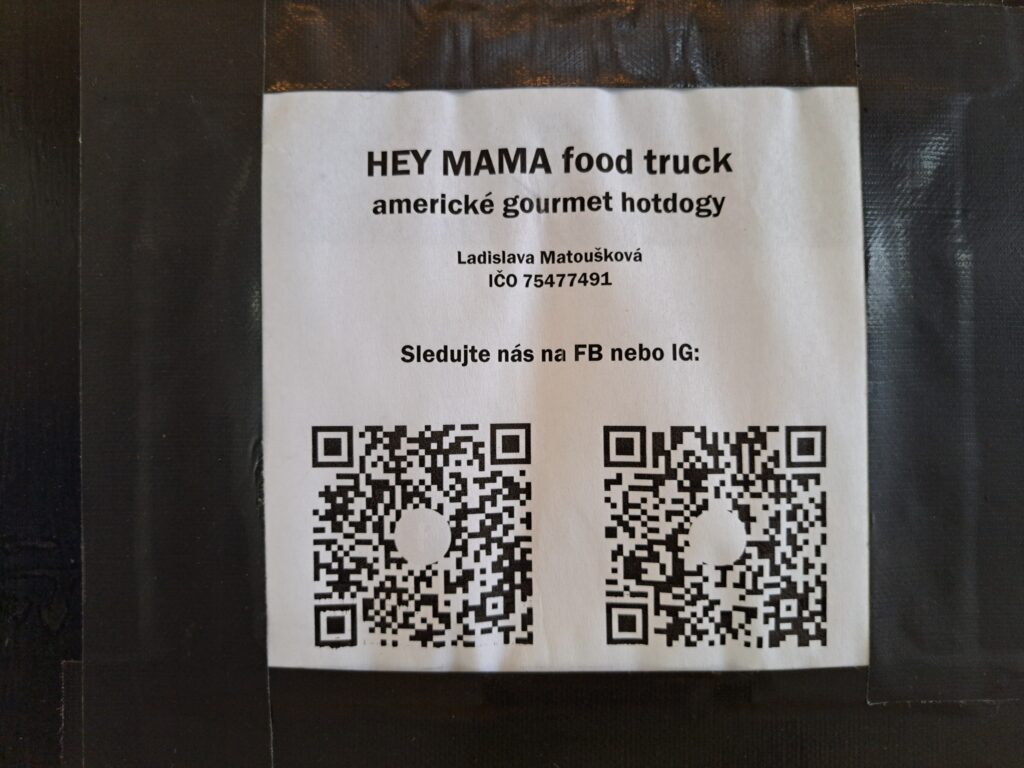 HEY MAMA food truck
americké gourmet hotdogy
Ladislava Matoušková
IČO 75477491
Sledujte nás na FB nebo IG: